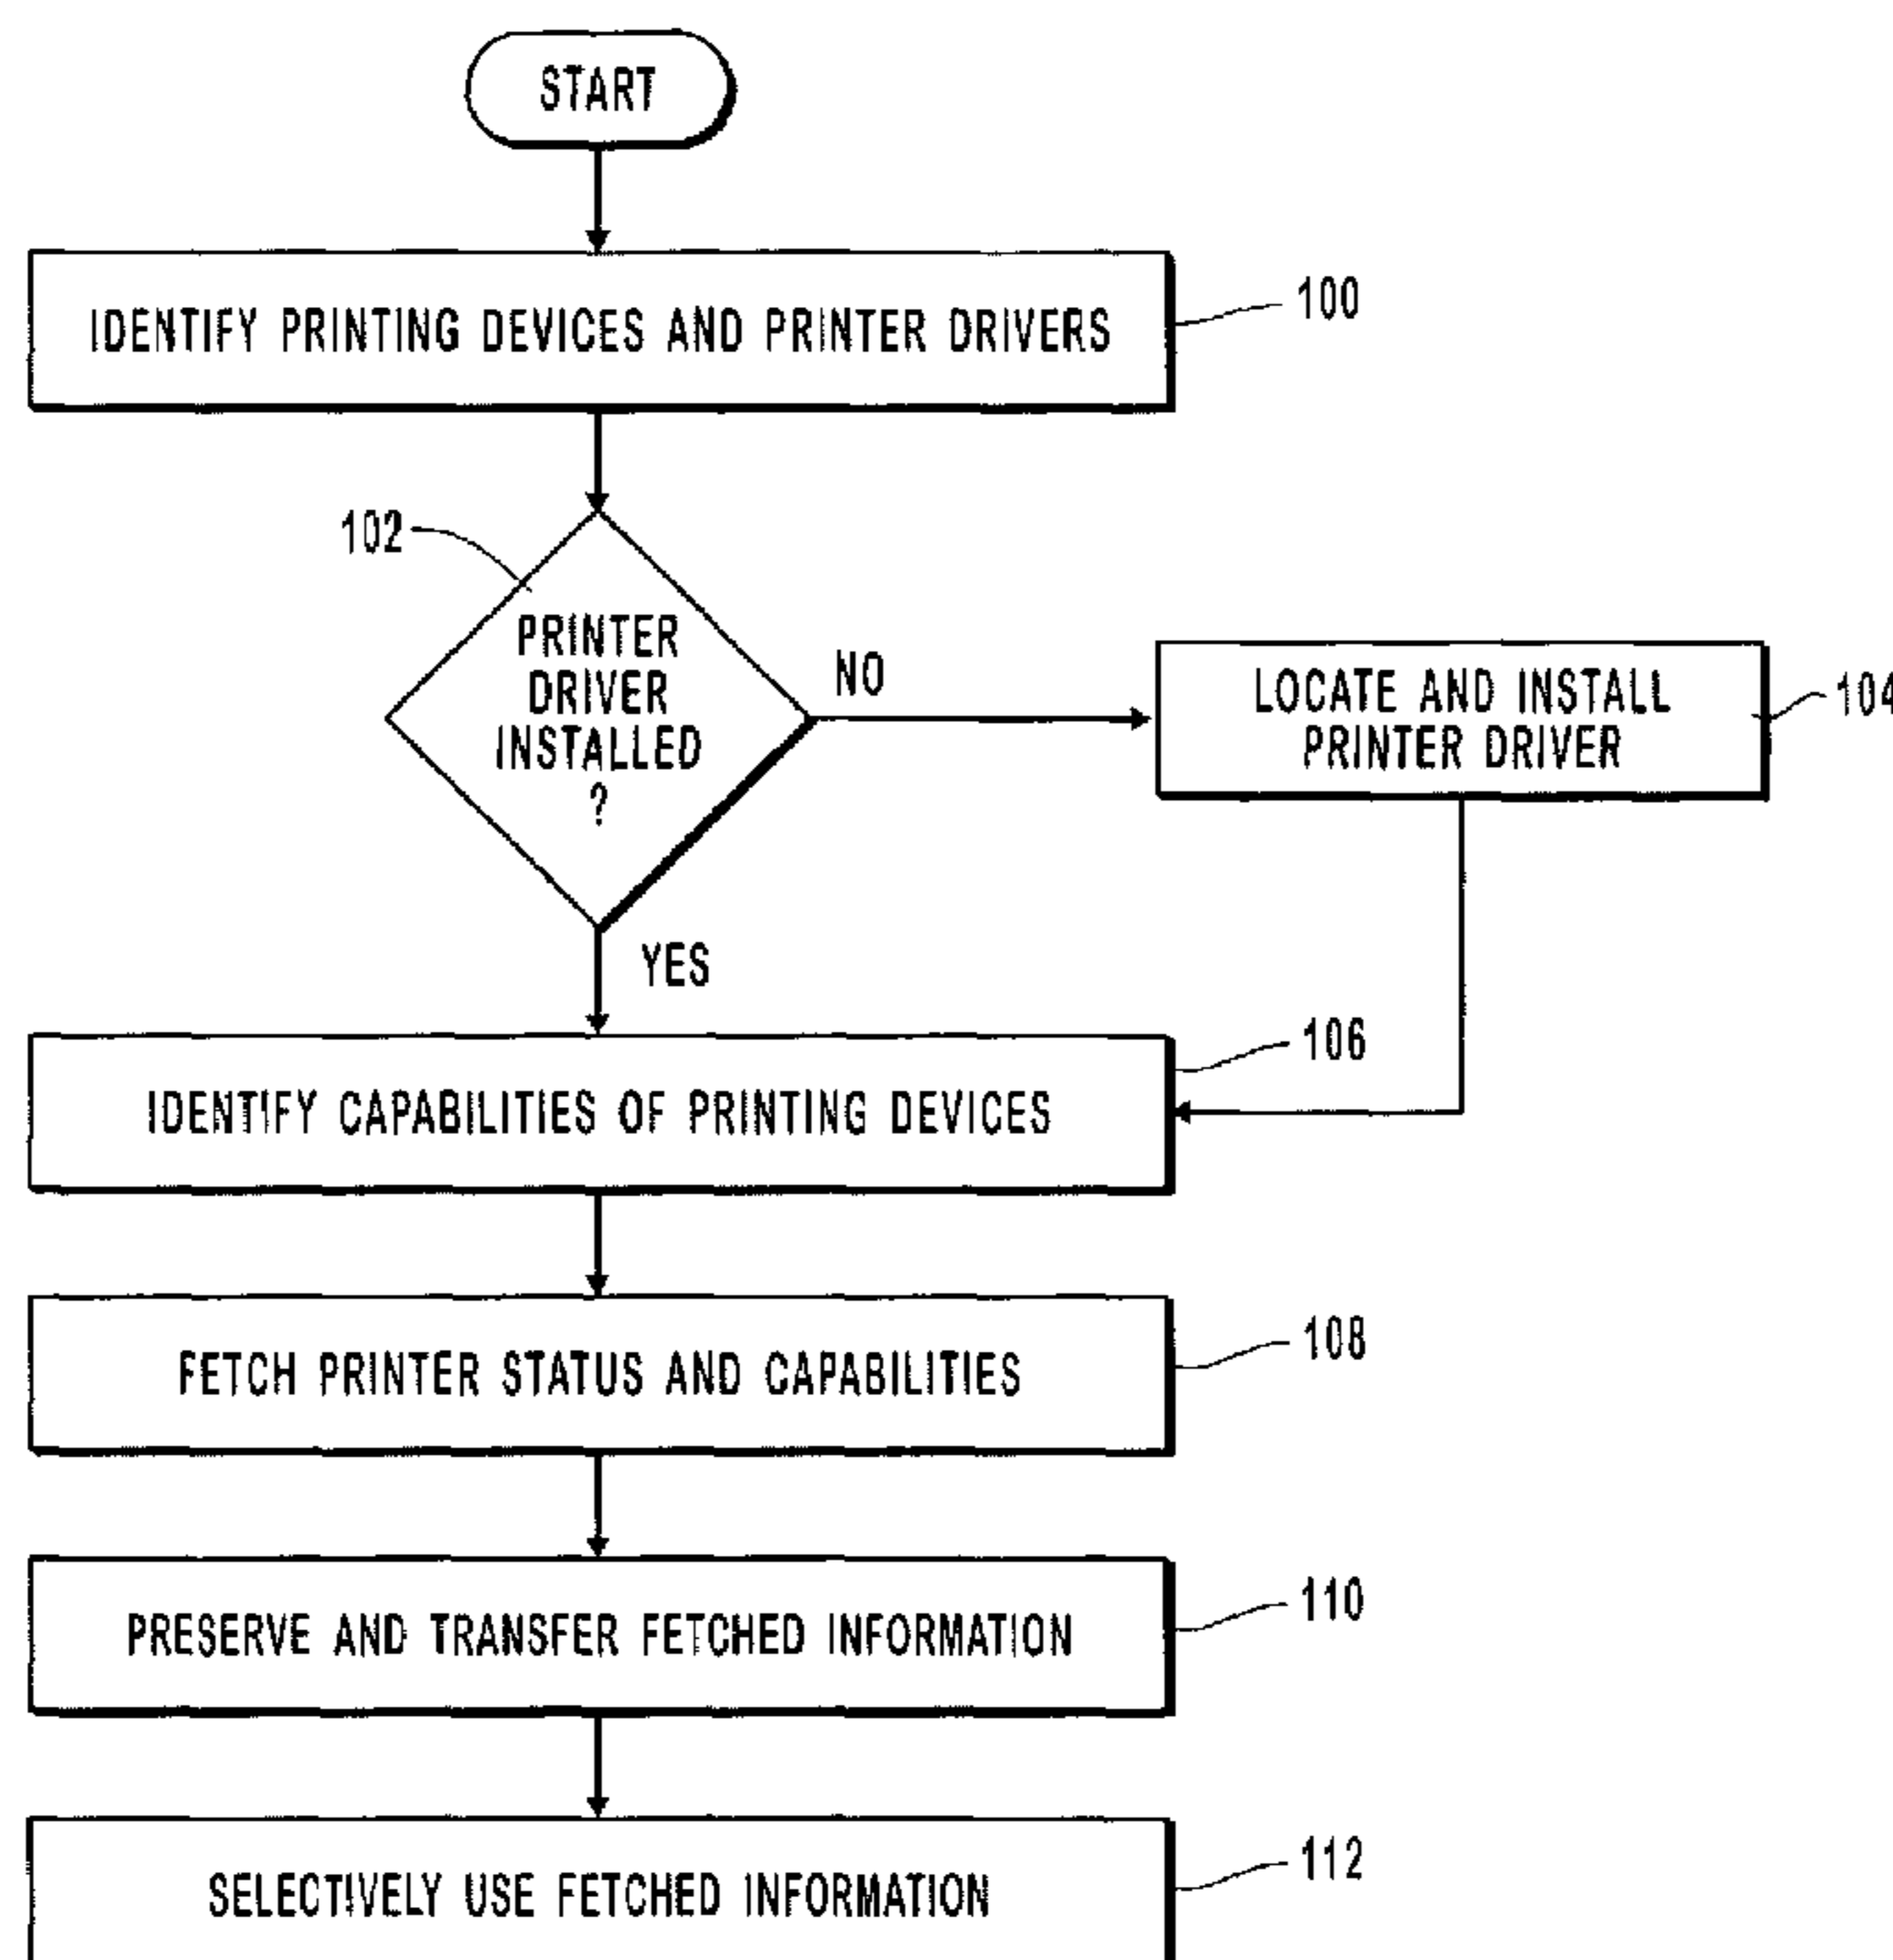 START
IDENTIFY PRINTING DEVICES AND PRINTER DRIVERS
100
102
PRINTER
DRIVER
INSTALLED
?
NO
LOCATE AND INSTALL
PRINTER DRIVER
104
YES
106
IDENTIFY CAPABILITIES OF PRINTING DEVICES
108
FETCH PRINTER STATUS AND CAPABILITIES
110
PRESERVE AND TRANSFER FETCHED INFORMATION
112
SELECTIVELY USE FETCHED INFORMATION